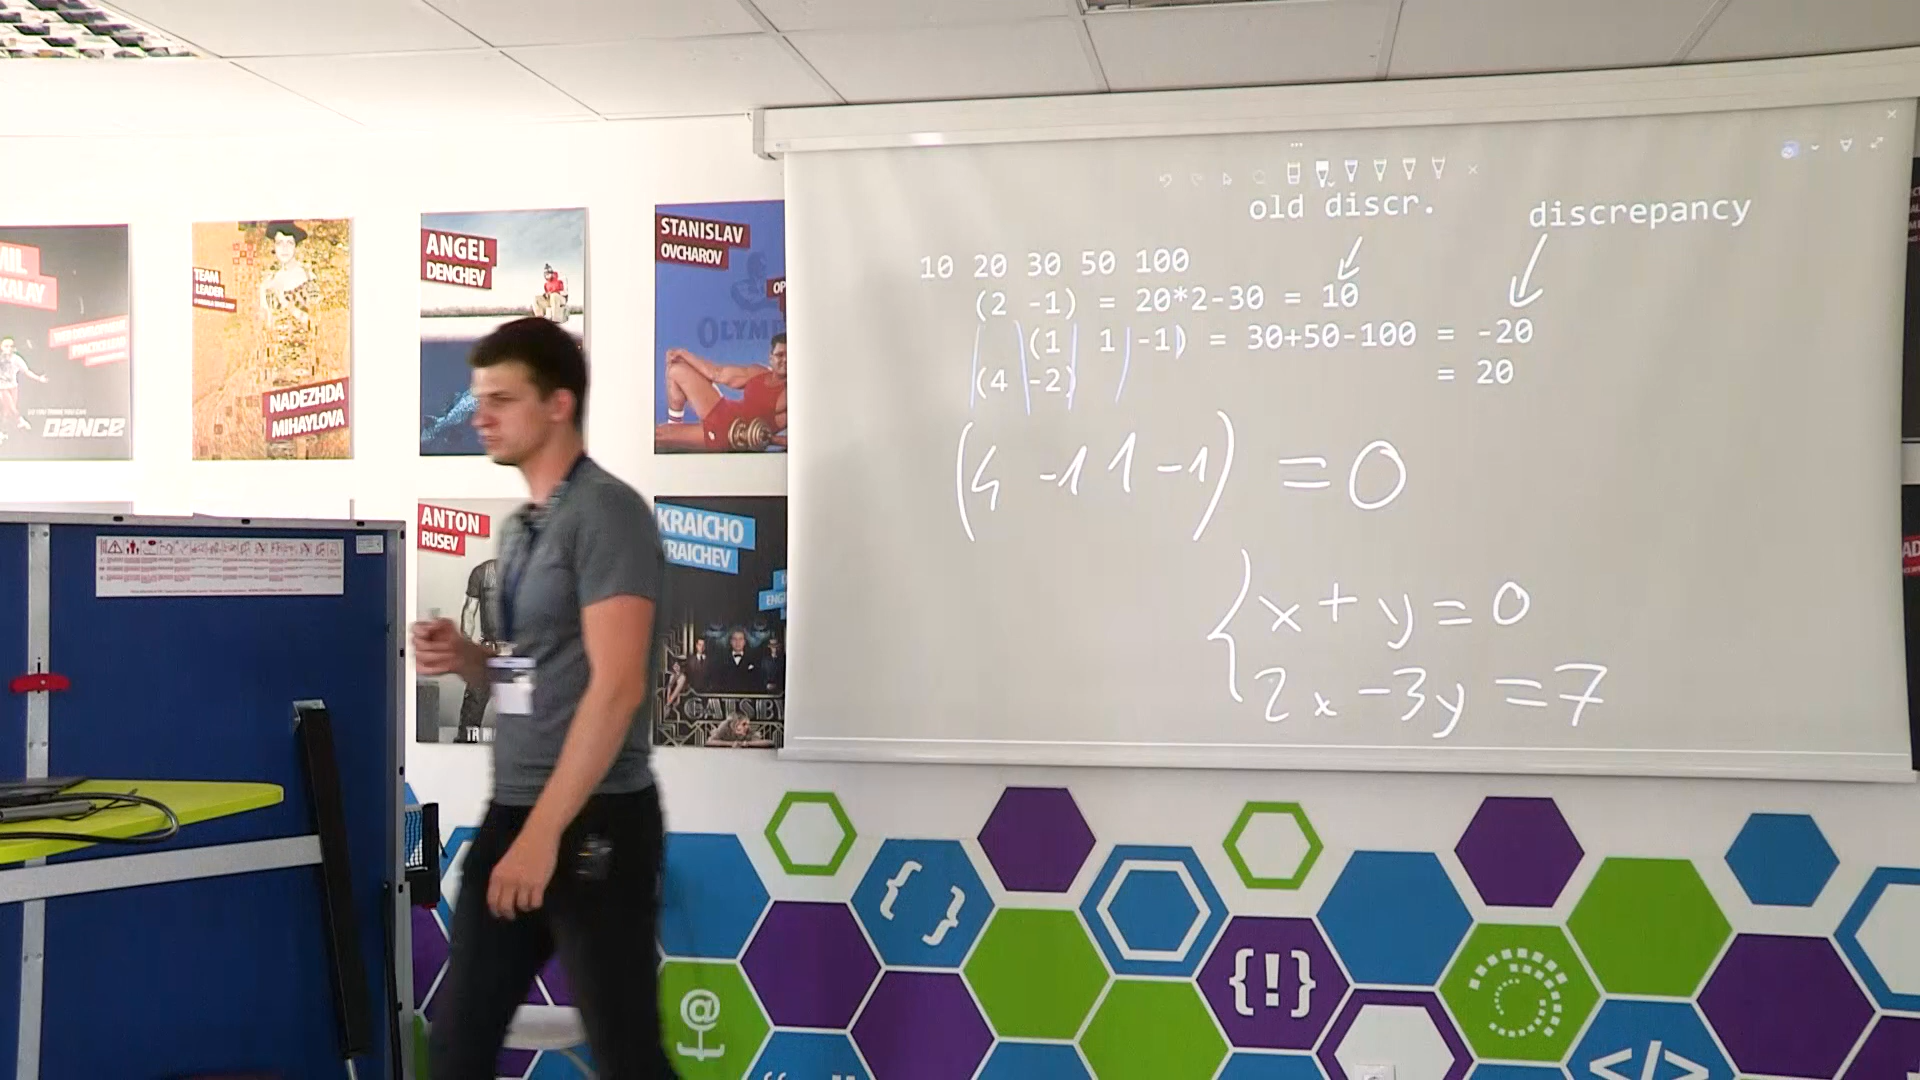 old discr.
discrepancy
10 20 30 50 100
(2 -1) = 20*2-30 = 10
(1 1 -1) = 30+50-100 = -20
(4 -2) = 20
(4 -1 1 -1) = 0
x + y = 0
2x - 3y = 7
TEAM
LEADER
NADEZHDA
MIHAYLOVA
ANGEL
DENCHEV
STANISLAV
OVCHAROV
DANCE
ANTON
RUSEV
KRAICHO
KRAICHEV
GATSBY
{ }
{!}
@
</>